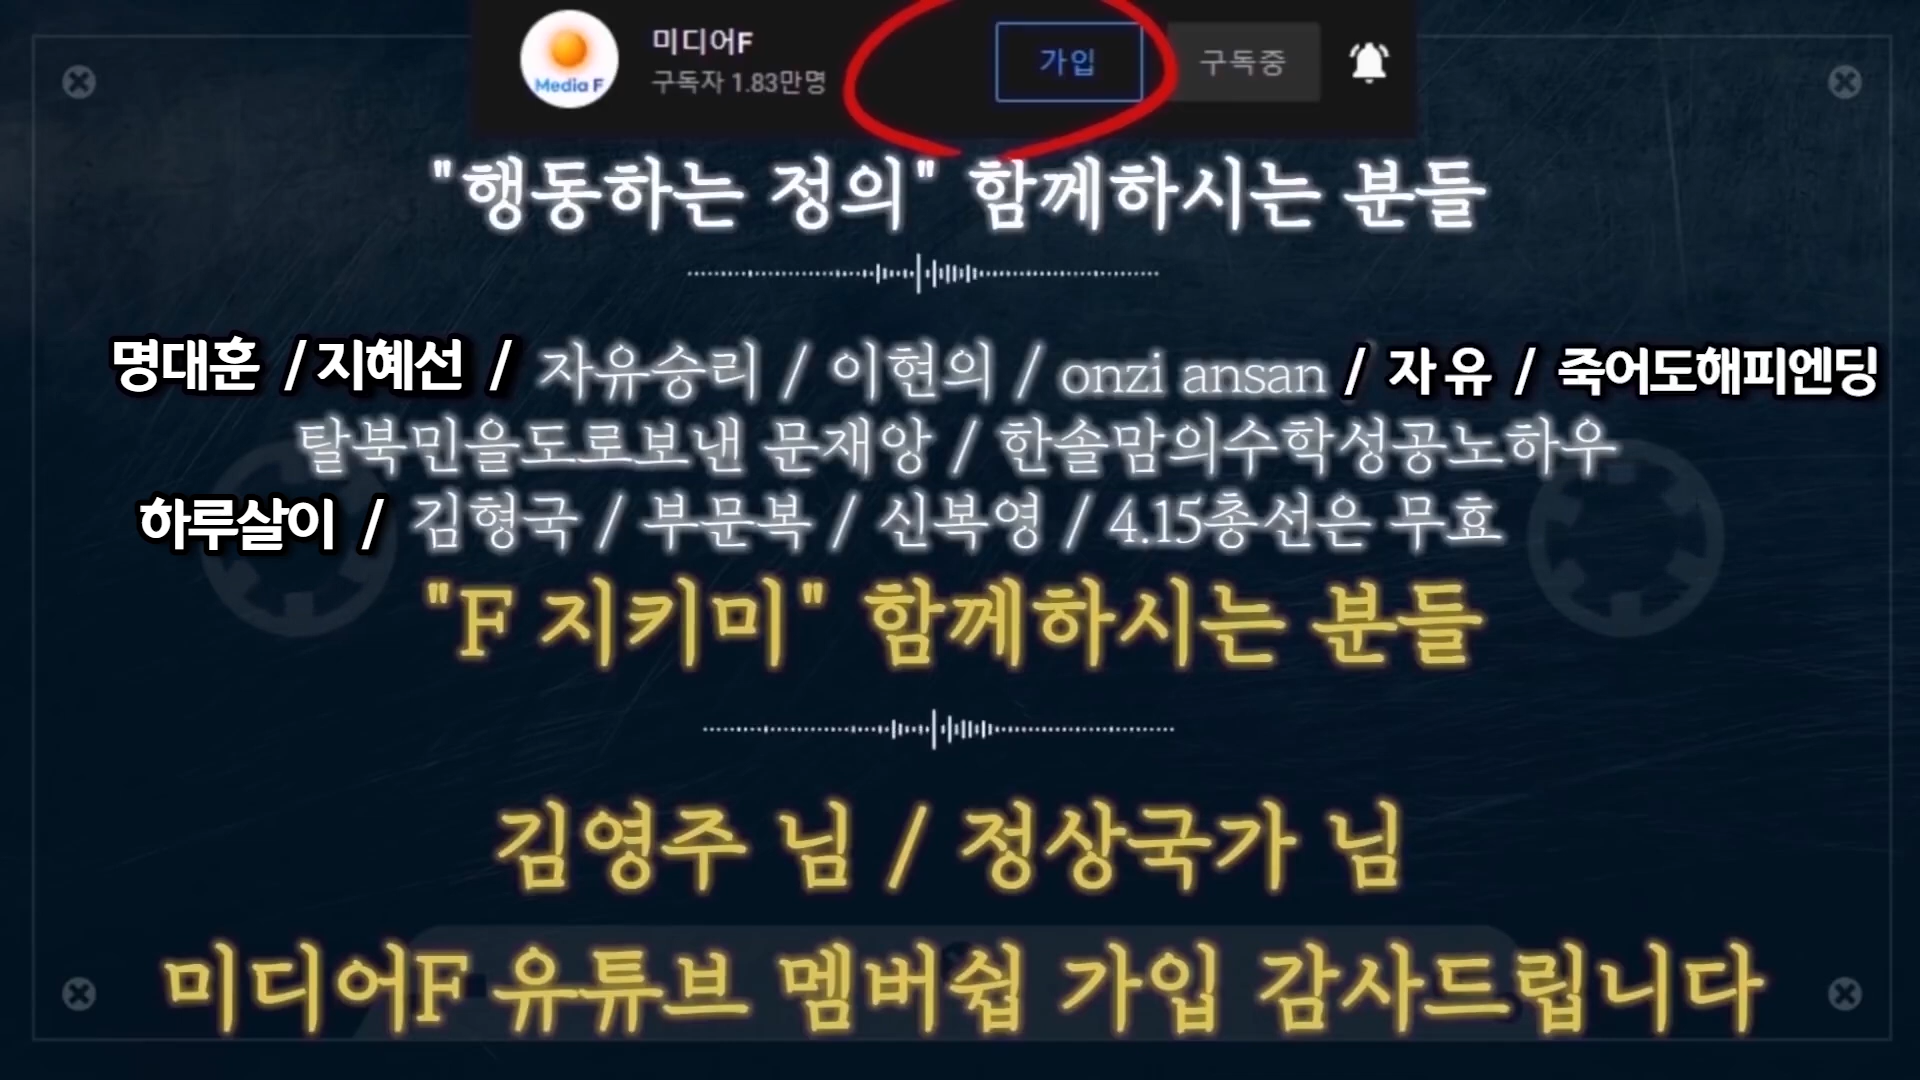 미디어F
Media F
구독자 1.83만명
가입
구독중
"행동하는 정의" 함께하시는 분들
명대훈 / 지혜선 / 자유승리 / 이현의 / onzi ansan / 자 유 / 죽어도해피엔딩
탈북민을도로보낸 문재앙 / 한솔맘의수학성공노하우
하루살이 / 김형국 / 부문복 / 신복영 / 4.15총선은 무효
"F 지키미" 함께하시는 분들
김영주 님 / 정상국가 님
미디어F 유튜브 멤버쉽 가입 감사드립니다